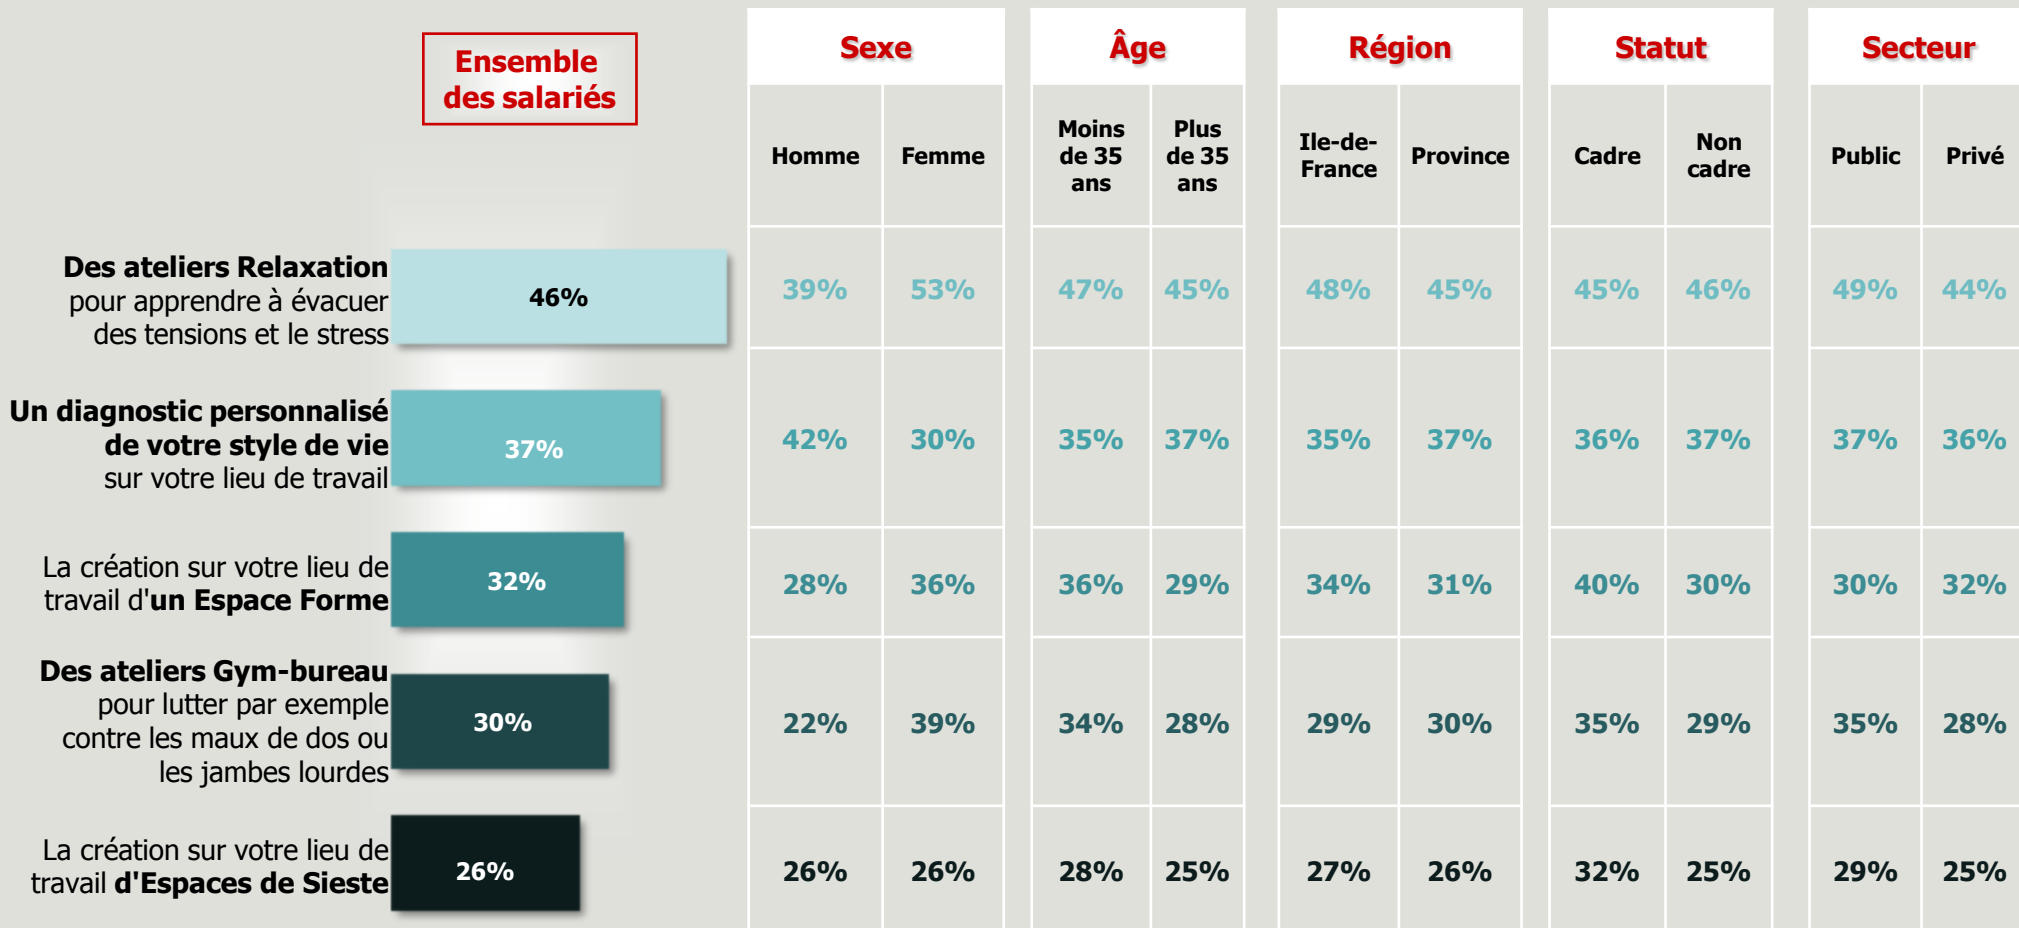 Ensemble
des salariés
Sexe
Âge
Région
Statut
Secteur
Homme
Femme
Moins
de 35
ans
Plus
de 35
ans
Ile-de-
France
Province
Cadre
Non
cadre
Public
Privé
Des ateliers Relaxation
pour apprendre à évacuer
des tensions et le stress
46%
39% 53% 47% 45% 48% 45% 45% 46% 49% 44%
Un diagnostic personnalisé
de votre style de vie
sur votre lieu de travail
37%
42% 30% 35% 37% 35% 37% 36% 37% 37% 36%
La création sur votre lieu de
travail d'un Espace Forme
32%
28% 36% 36% 29% 34% 31% 40% 30% 30% 32%
Des ateliers Gym-bureau
pour lutter par exemple
contre les maux de dos ou
les jambes lourdes
30%
22% 39% 34% 28% 29% 30% 35% 29% 35% 28%
La création sur votre lieu de
travail d'Espaces de Sieste
26%
26% 26% 28% 25% 27% 26% 32% 25% 29% 25%